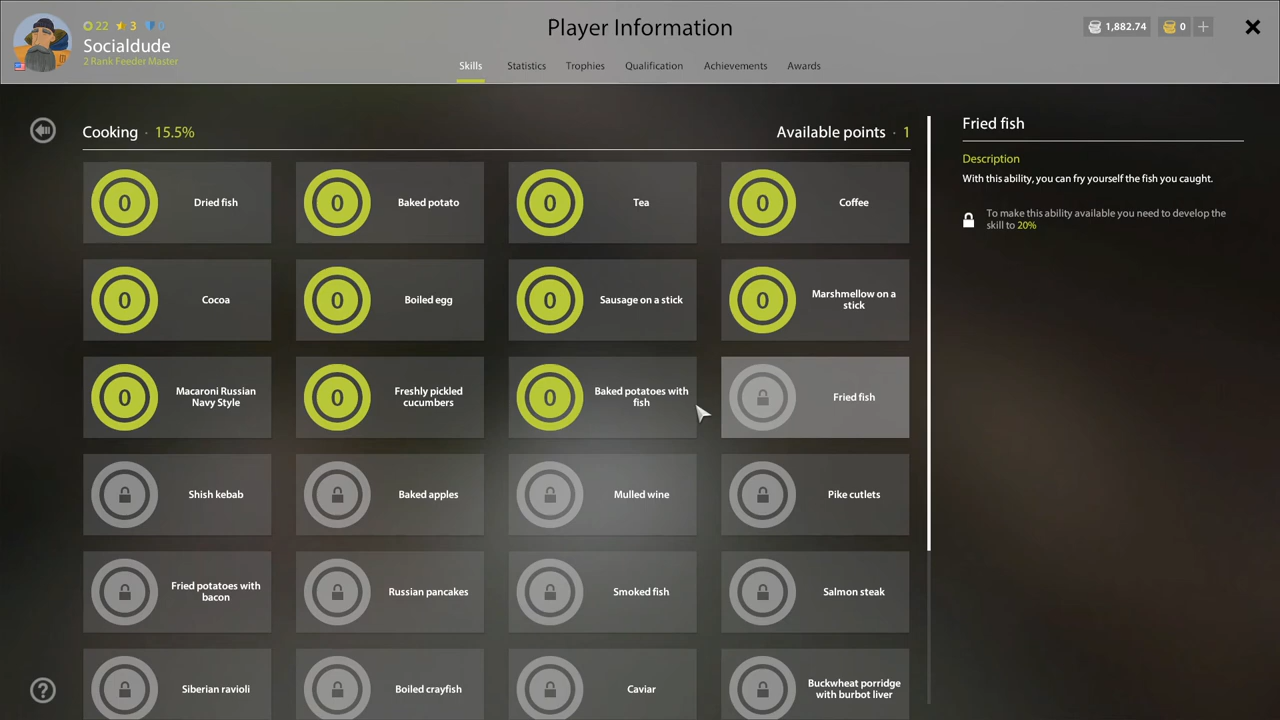 22 3 0
Socialdude
2 Rank Feeder Master
Player Information
1,882.74 0
Skills Statistics Trophies Qualification Achievements Awards
Cooking · 15.5%
Available points · 1
0 Dried fish
0 Baked potato
0 Tea
0 Coffee
0 Cocoa
0 Boiled egg
0 Sausage on a stick
0 Marshmellow on a
stick
0 Macaroni Russian
Navy Style
0 Freshly pickled
cucumbers
0 Baked potatoes with
fish
Fried fish
Shish kebab
Baked apples
Mulled wine
Pike cutlets
Fried potatoes with
bacon
Russian pancakes
Smoked fish
Salmon steak
Siberian ravioli
Boiled crayfish
Caviar
Buckwheat porridge
with burbot liver
Fried fish
Description
With this ability, you can fry yourself the fish you caught.
To make this ability available you need to develop the
skill to 20%
?